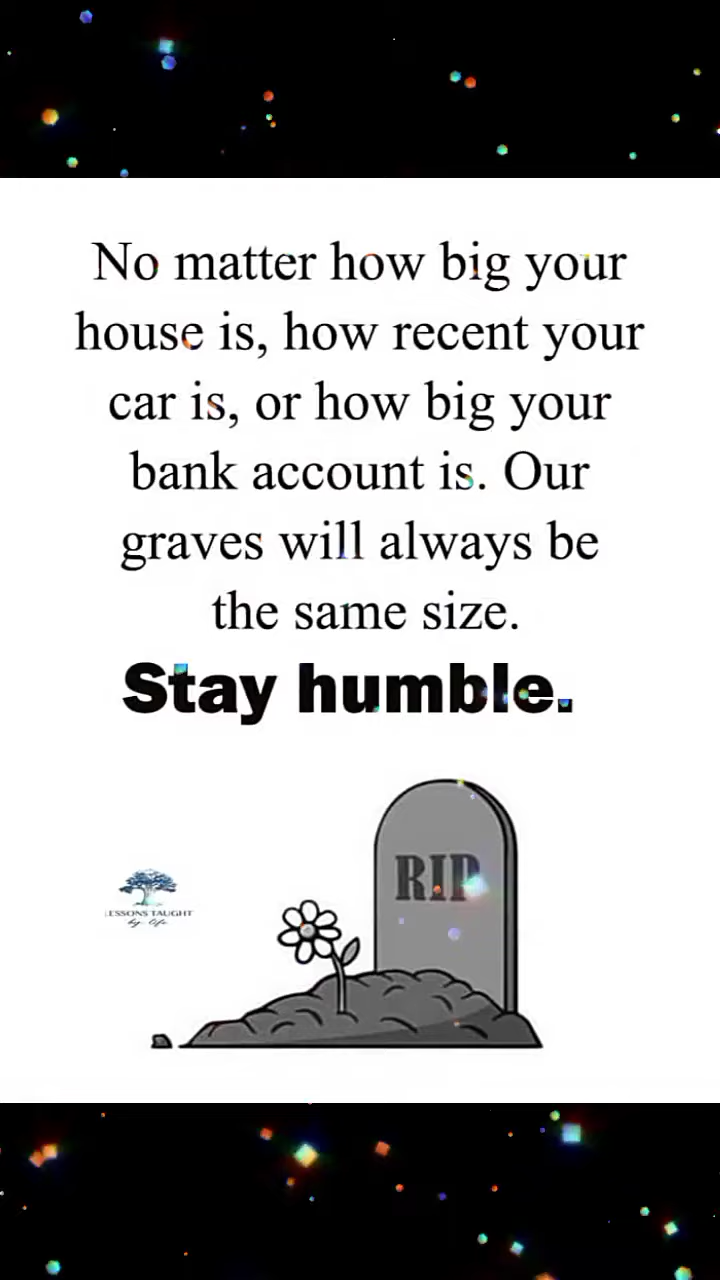 No matter how big your
house is, how recent your
car is, or how big your
bank account is. Our
graves will always be
the same size.
Stay humble.
RIP
LESSONS TAUGHT
by life